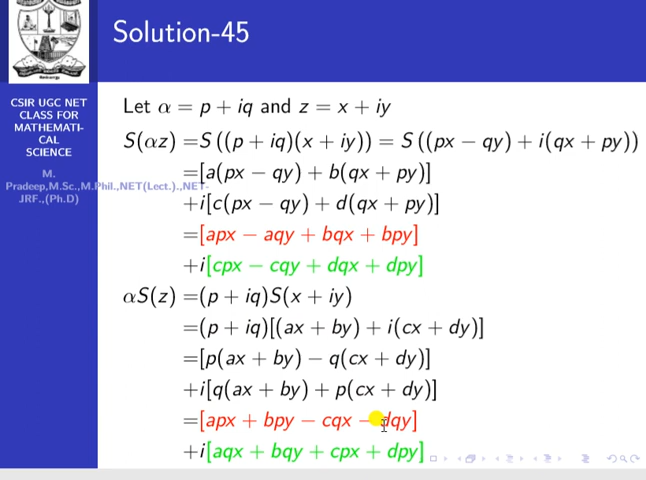 Solution-45
CSIR UGC NET
CLASS FOR
MATHEMATI-
CAL
SCIENCE
M.
Pradeep,M.Sc.,M.Phil.,NET(Lect.).,NET-
JRF.,(Ph.D)
Let α = p + iq and z = x + iy
S(αz) =S((p + iq)(x + iy)) = S((px − qy) + i(qx + py))
=[a(px − qy) + b(qx + py)]
+i[c(px − qy) + d(qx + py)]
=[apx − aqy + bqx + bpy]
+i[cpx − cqy + dqx + dpy]
αS(z) =(p + iq)S(x + iy)
=(p + iq)[(ax + by) + i(cx + dy)]
=[p(ax + by) − q(cx + dy)]
+i[q(ax + by) + p(cx + dy)]
=[apx + bpy − cqx − dqy]
+i[aqx + bqy + cpx + dpy]